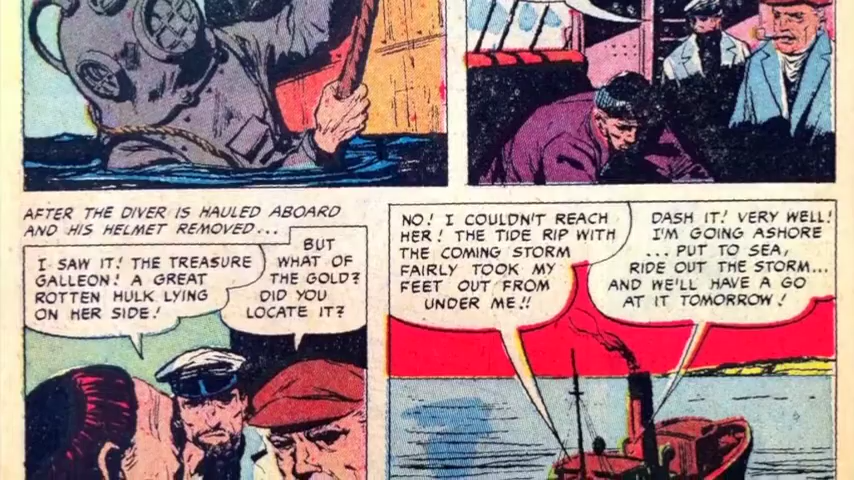 AFTER THE DIVER IS HAULED ABOARD
AND HIS HELMET REMOVED...
I SAW IT! THE TREASURE
GALLEON! A GREAT
ROTTEN HULK LYING
ON HER SIDE!
BUT
WHAT OF
THE GOLD?
DID YOU
LOCATE IT?
NO! I COULDN'T REACH
HER! THE TIDE RIP WITH
THE COMING STORM
FAIRLY TOOK MY
FEET OUT FROM
UNDER ME!!
DASH IT! VERY WELL!
I'M GOING ASHORE
...PUT TO SEA,
RIDE OUT THE STORM...
AND WE'LL HAVE A GO
AT IT TOMORROW!